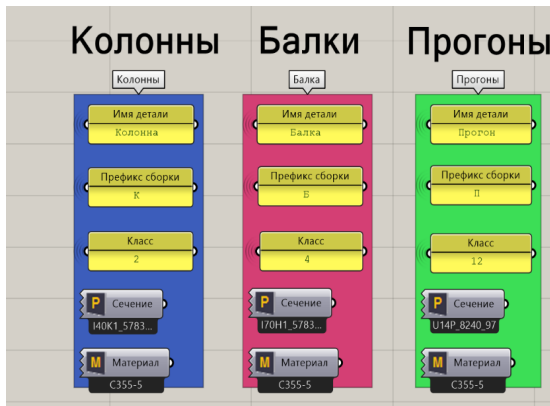 Колонны
Балки
Прогоны
Колонны
Имя детали
Колонна
Префикс сборки
К
Класс
2
P Сечение
I40K1_5783...
M Материал
C355-5
Балка
Имя детали
Балка
Префикс сборки
Б
Класс
4
P Сечение
I70H1_5783...
M Материал
C355-5
Прогоны
Имя детали
Прогон
Префикс сборки
П
Класс
12
P Сечение
U14P_8240_97
M Материал
C355-5